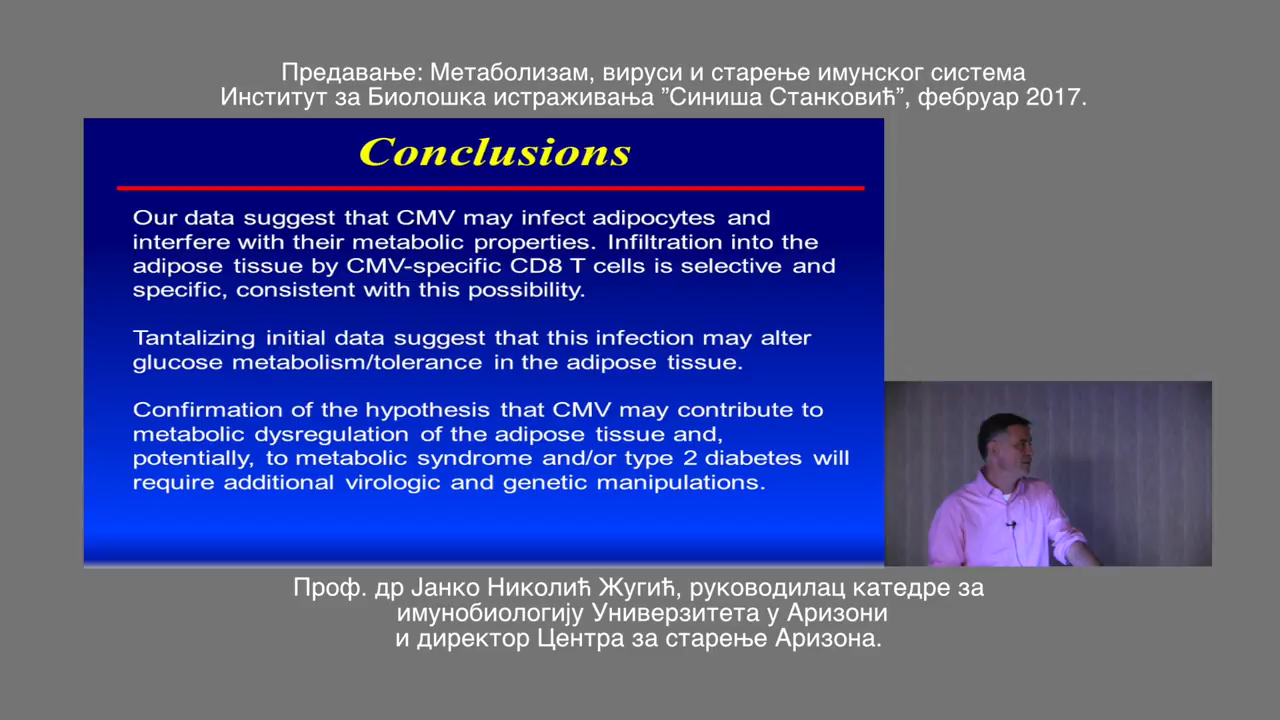 Предавање: Метаболизам, вируси и старење имунског система
Институт за Биолошка истраживања ”Синиша Станковић”, фебруар 2017.
Conclusions
Our data suggest that CMV may infect adipocytes and
interfere with their metabolic properties. Infiltration into the
adipose tissue by CMV-specific CD8 T cells is selective and
specific, consistent with this possibility.
Tantalizing initial data suggest that this infection may alter
glucose metabolism/tolerance in the adipose tissue.
Confirmation of the hypothesis that CMV may contribute to
metabolic dysregulation of the adipose tissue and,
potentially, to metabolic syndrome and/or type 2 diabetes will
require additional virologic and genetic manipulations.
Проф. др Јанко Николић Жугић, руководилац катедре за
имунобиологију Универзитета у Аризони
и директор Центра за старење Аризона.